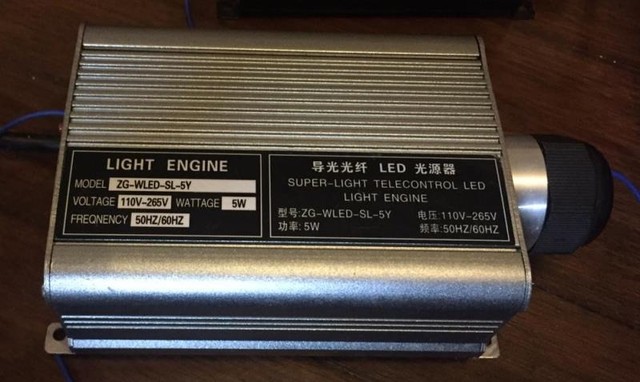 LIGHT ENGINE
MODEL ZG-WLED-SL-5Y
VOLTAGE 110V-265V WATTAGE 5W
FREQNENCY 50HZ/60HZ
导光光纤 LED 光源器
SUPER-LIGHT TELECONTROL LED
LIGHT ENGINE
型号:ZG-WLED-SL-5Y 电压:110V-265V
功率:5W 频率:50HZ/60HZ